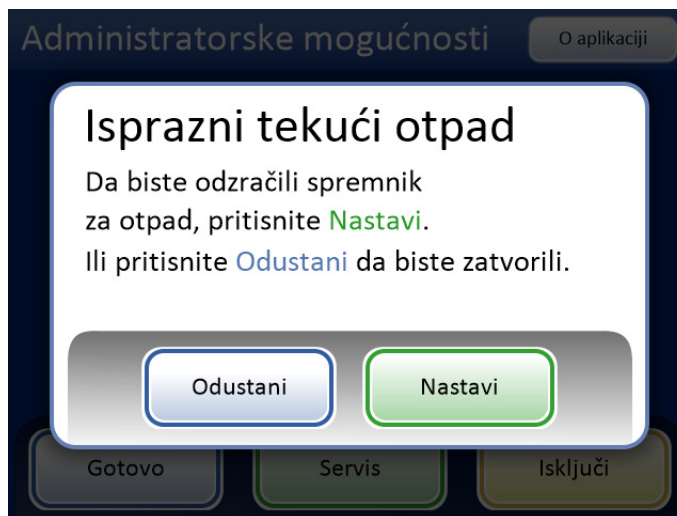 Administratorske mogućnosti
O aplikaciji
Isprazni tekući otpad
Da biste odzračili spremnik
za otpad, pritisnite Nastavi.
Ili pritisnite Odustani da biste zatvorili.
Odustani
Nastavi
Gotovo
Servis
Isključi